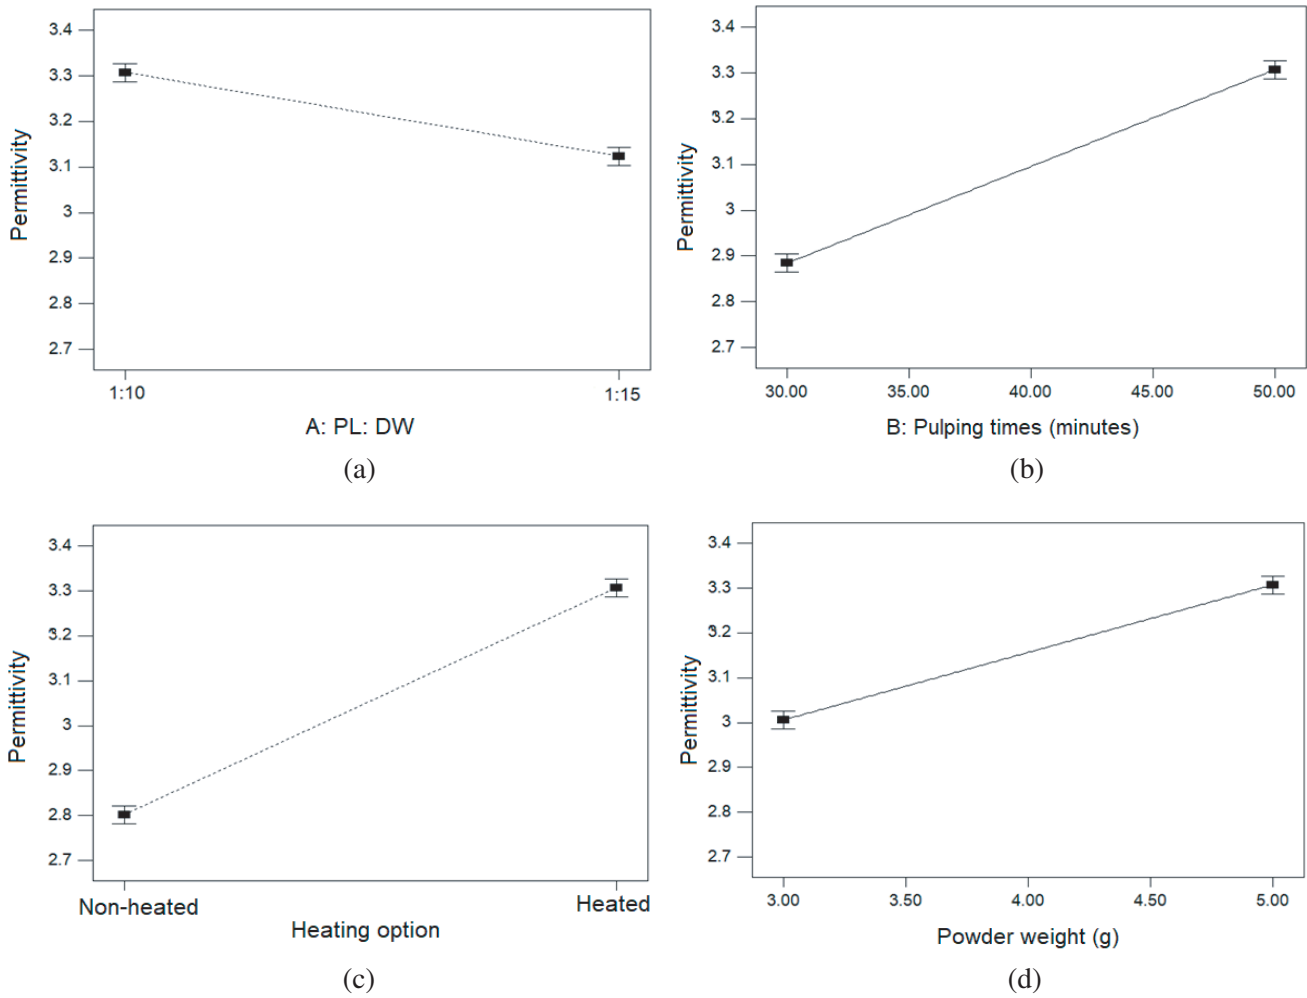 3.4
3.3
3.2
3.1
3
2.9
2.8
2.7
Permittivity
1:10
1:15
A: PL: DW
(a)
3.4
3.3
3.2
3.1
3
2.9
2.8
2.7
Permittivity
30.00 35.00 40.00 45.00 50.00
B: Pulping times (minutes)
(b)
3.4
3.3
3.2
3.1
3
2.9
2.8
2.7
Permittivity
Non-heated
Heated
Heating option
(c)
3.4
3.3
3.2
3.1
3
2.9
2.8
2.7
Permittivity
3.00 3.50 4.00 4.50 5.00
Powder weight (g)
(d)